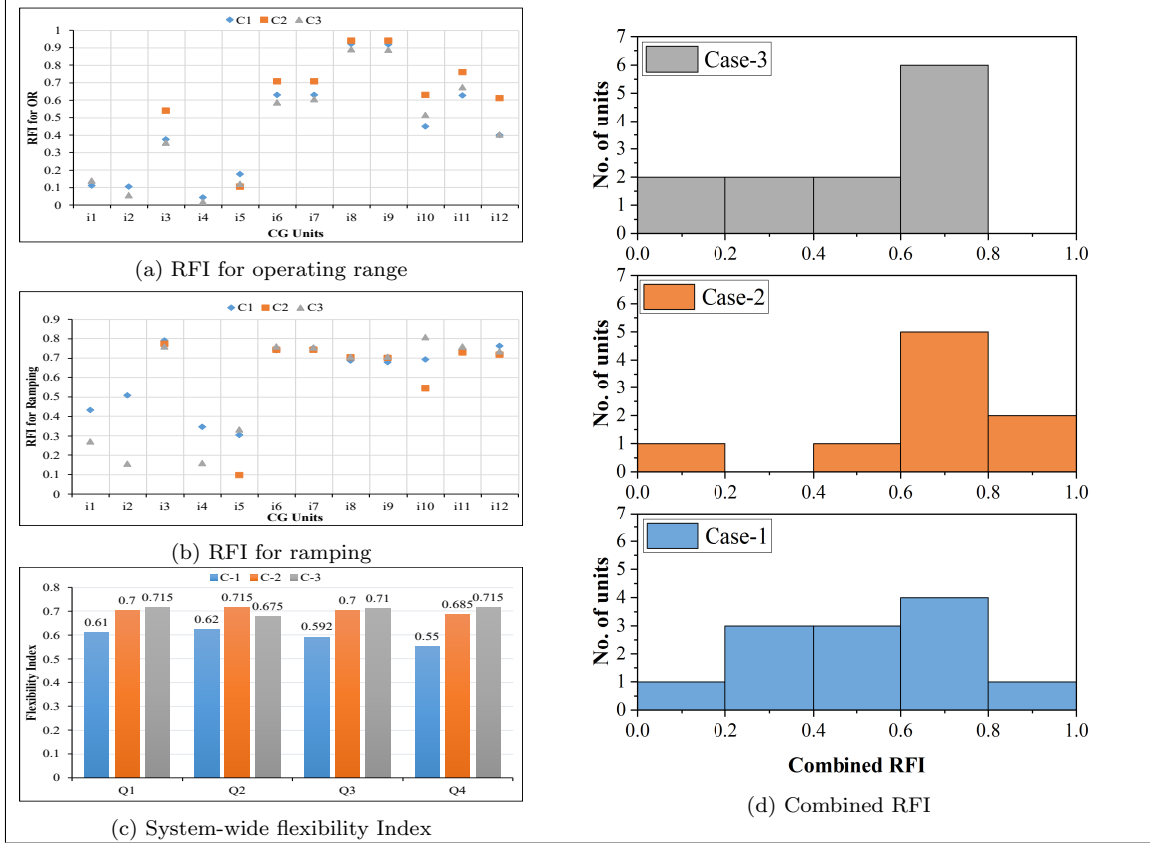 C1 C2 C3
1
0.9
0.8
0.7
0.6
0.5
0.4
0.3
0.2
0.1
0
RFI for OR
i1 i2 i3 i4 i5 i6 i7 i8 i9 i10 i11 i12
CG Units
(a) RFI for operating range
C1 C2 C3
0.9
0.8
0.7
0.6
0.5
0.4
0.3
0.2
0.1
0
RFI for Ramping
i1 i2 i3 i4 i5 i6 i7 i8 i9 i10 i11 i12
CG Units
(b) RFI for ramping
C-1 C-2 C-3
0.8
0.7
0.6
0.5
0.4
0.3
0.2
0.1
0
Flexibility Index
0.61 0.7 0.715
0.62 0.715 0.675
0.592 0.7 0.71
0.55 0.685 0.715
Q1 Q2 Q3 Q4
(c) System-wide flexibility Index
Case-3
7
6
5
4
3
2
1
0
No. of units
0.0 0.2 0.4 0.6 0.8 1.0
Case-2
7
6
5
4
3
2
1
0
No. of units
0.0 0.2 0.4 0.6 0.8 1.0
Case-1
7
6
5
4
3
2
1
0
No. of units
0.0 0.2 0.4 0.6 0.8 1.0
Combined RFI
(d) Combined RFI